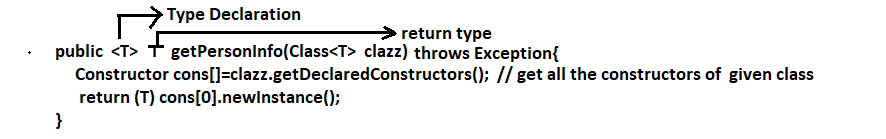 Type Declaration
return type
public <T> T getPersonInfo(Class<T> clazz) throws Exception{
Constructor cons[]=clazz.getDeclaredConstructors(); // get all the constructors of given class
return (T) cons[0].newInstance();
}